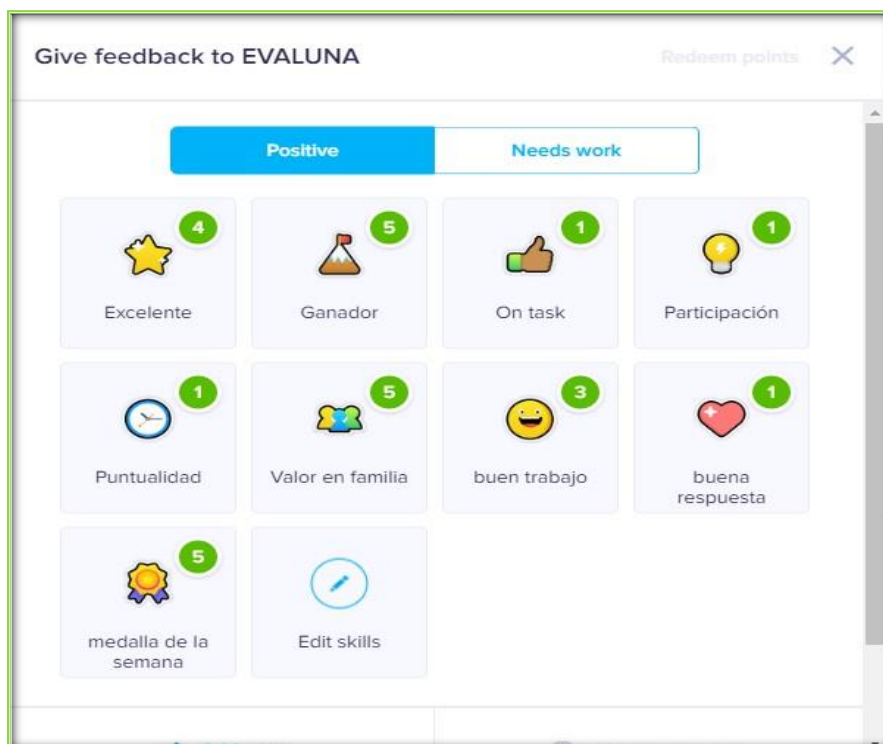 Give feedback to EVALUNA
Redeem points
Positive
Needs work
4
5
1
1
Excelente
Ganador
On task
Participación
1
5
3
1
Puntualidad
Valor en familia
buen trabajo
buena
respuesta
5
medalla de la
semana
Edit skills